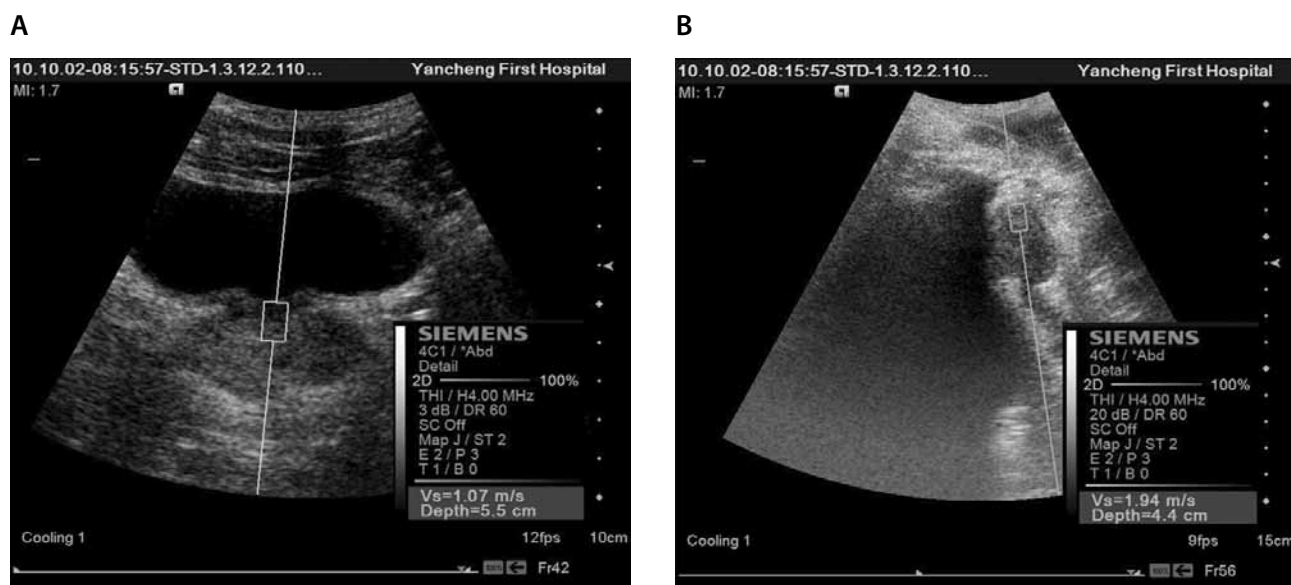 A
10.10.02-08:15:57-STD-1.3.12.2.110... Yancheng First Hospital
MI: 1.7
SIEMENS
4C1 / *Abd
Detail
2D 100%
THI / H4.00 MHz
3 dB / DR 60
SC Off
Map J / ST 2
E 2 / P 3
T 1 / B 0
Vs=1.07 m/s
Depth=5.5 cm
Cooling 1 12fps 10cm
100% Fr42
B
10.10.02-08:15:57-STD-1.3.12.2.110... Yancheng First Hospital
MI: 1.7
SIEMENS
4C1 / *Abd
Detail
2D 100%
THI / H4.00 MHz
20 dB / DR 60
SC Off
Map J / ST 2
E 2 / P 3
T 1 / B 0
Vs=1.94 m/s
Depth=4.4 cm
Cooling 1 9fps 15cm
100% Fr56